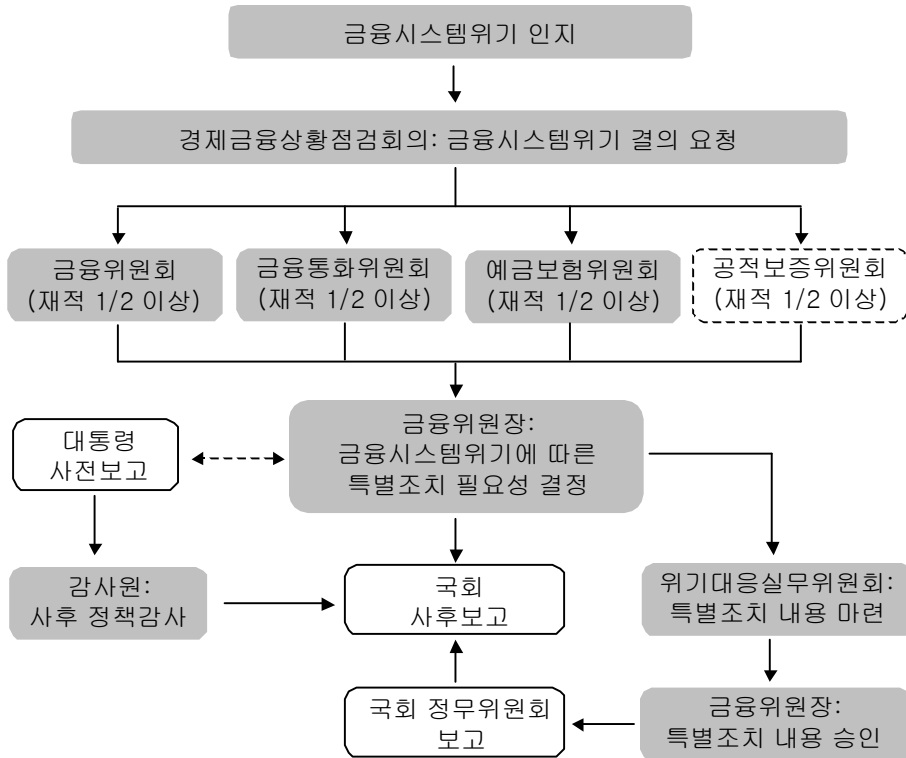 금융시스템위기 인지
경제금융상황점검회의: 금융시스템위기 결의 요청
금융위원회
(재적 1/2 이상)
금융통화위원회
(재적 1/2 이상)
예금보험위원회
(재적 1/2 이상)
공적보증위원회
(재적 1/2 이상)
대통령
사전보고
금융위원장:
금융시스템위기에 따른
특별조치 필요성 결정
감사원:
사후 정책감사
국회
사후보고
위기대응실무위원회:
특별조치 내용 마련
국회 정무위원회
보고
금융위원장:
특별조치 내용 승인